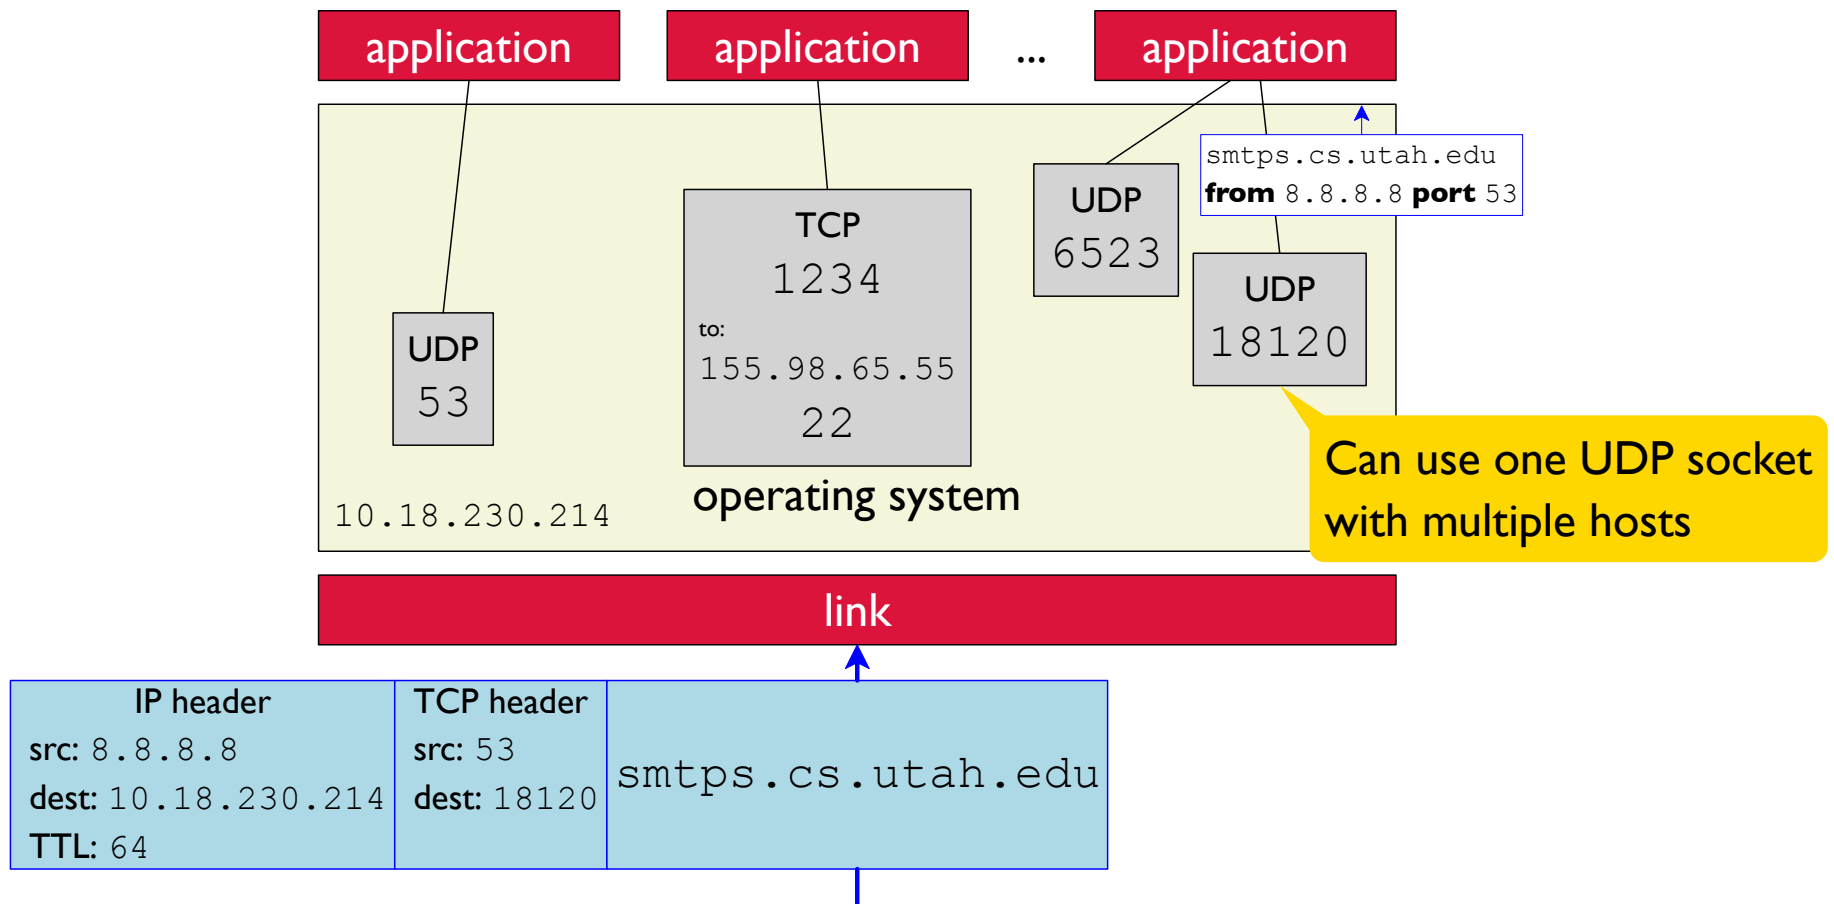 application
application
...
application
smtps.cs.utah.edu
from 8.8.8.8 port 53
UDP
6523
TCP
1234
to:
155.98.65.55
22
UDP
18120
UDP
53
Can use one UDP socket
with multiple hosts
operating system
10.18.230.214
link
IP header
src: 8.8.8.8
dest: 10.18.230.214
TTL: 64
TCP header
src: 53
dest: 18120
smtps.cs.utah.edu